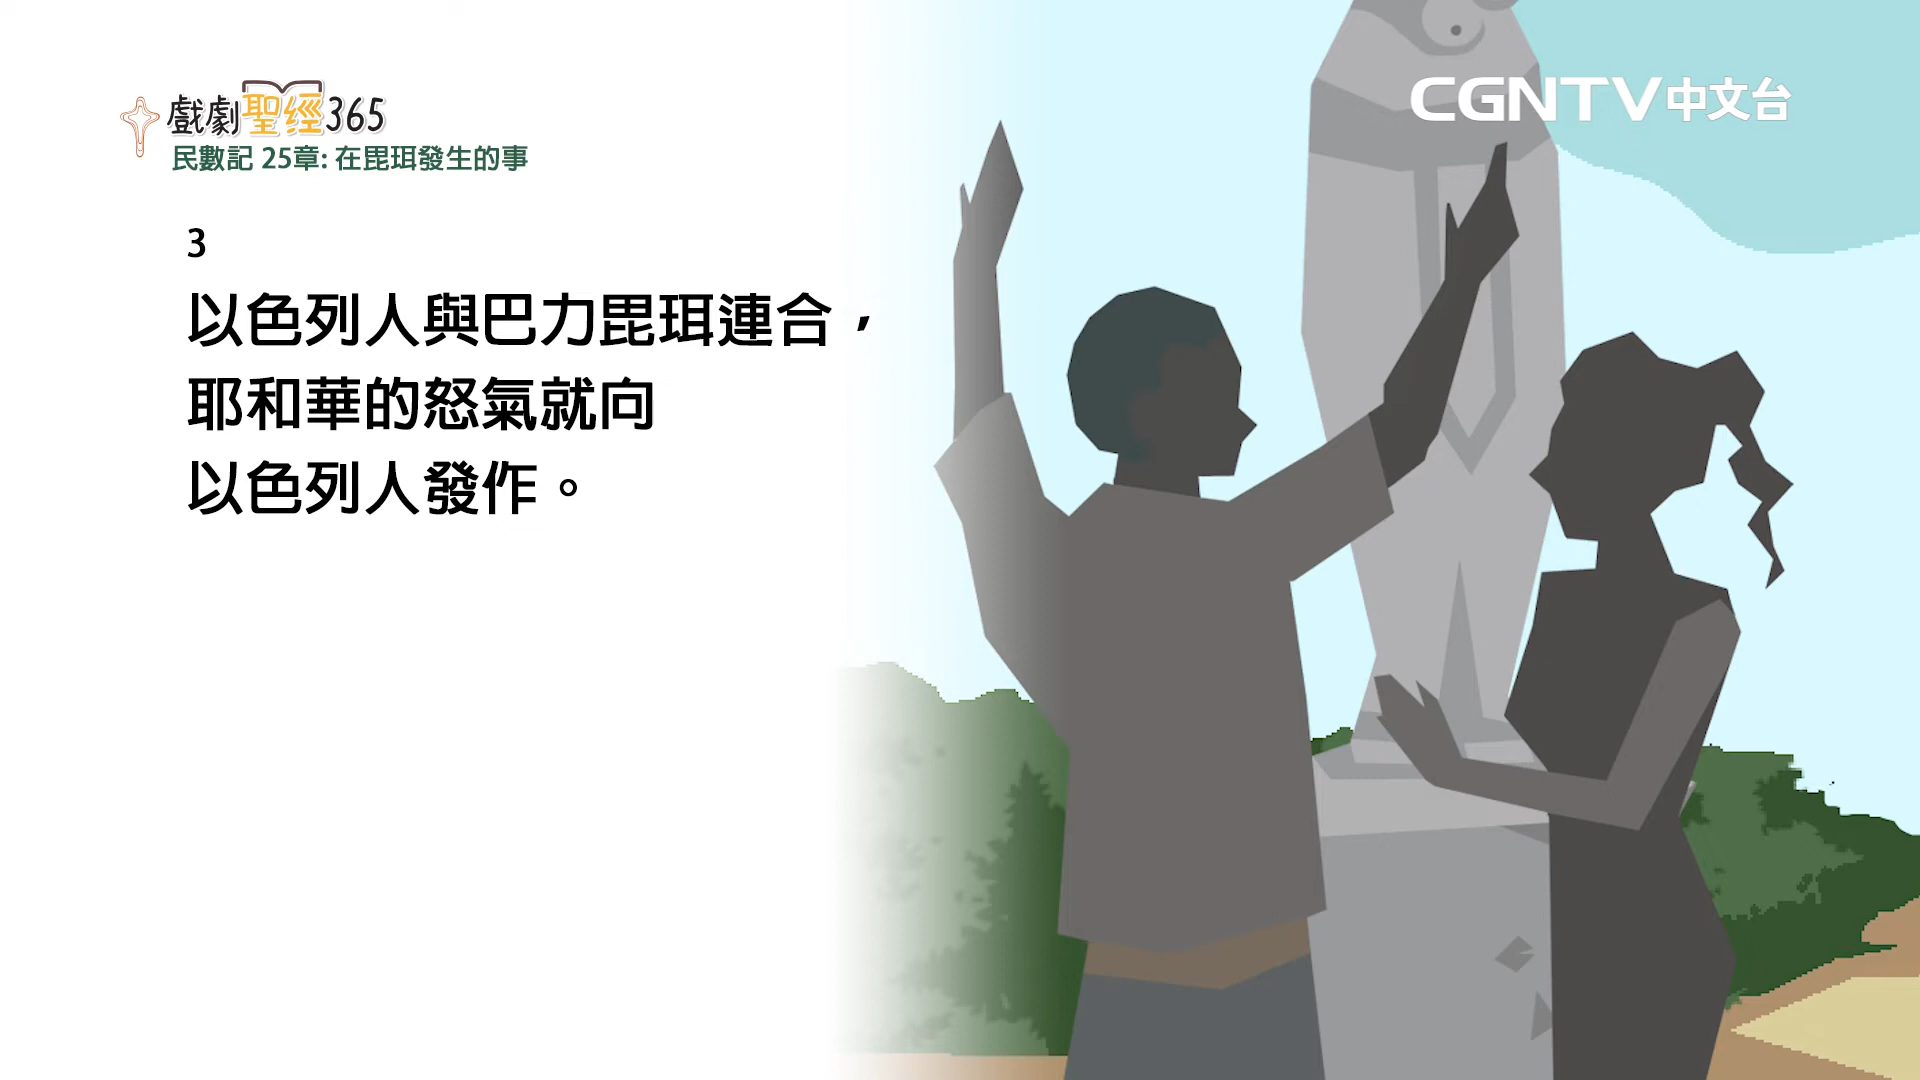 戲劇聖經365
CGNTV中文台
民數記 25章: 在毘珥發生的事
3
以色列人與巴力毘珥連合，
耶和華的怒氣就向
以色列人發作。